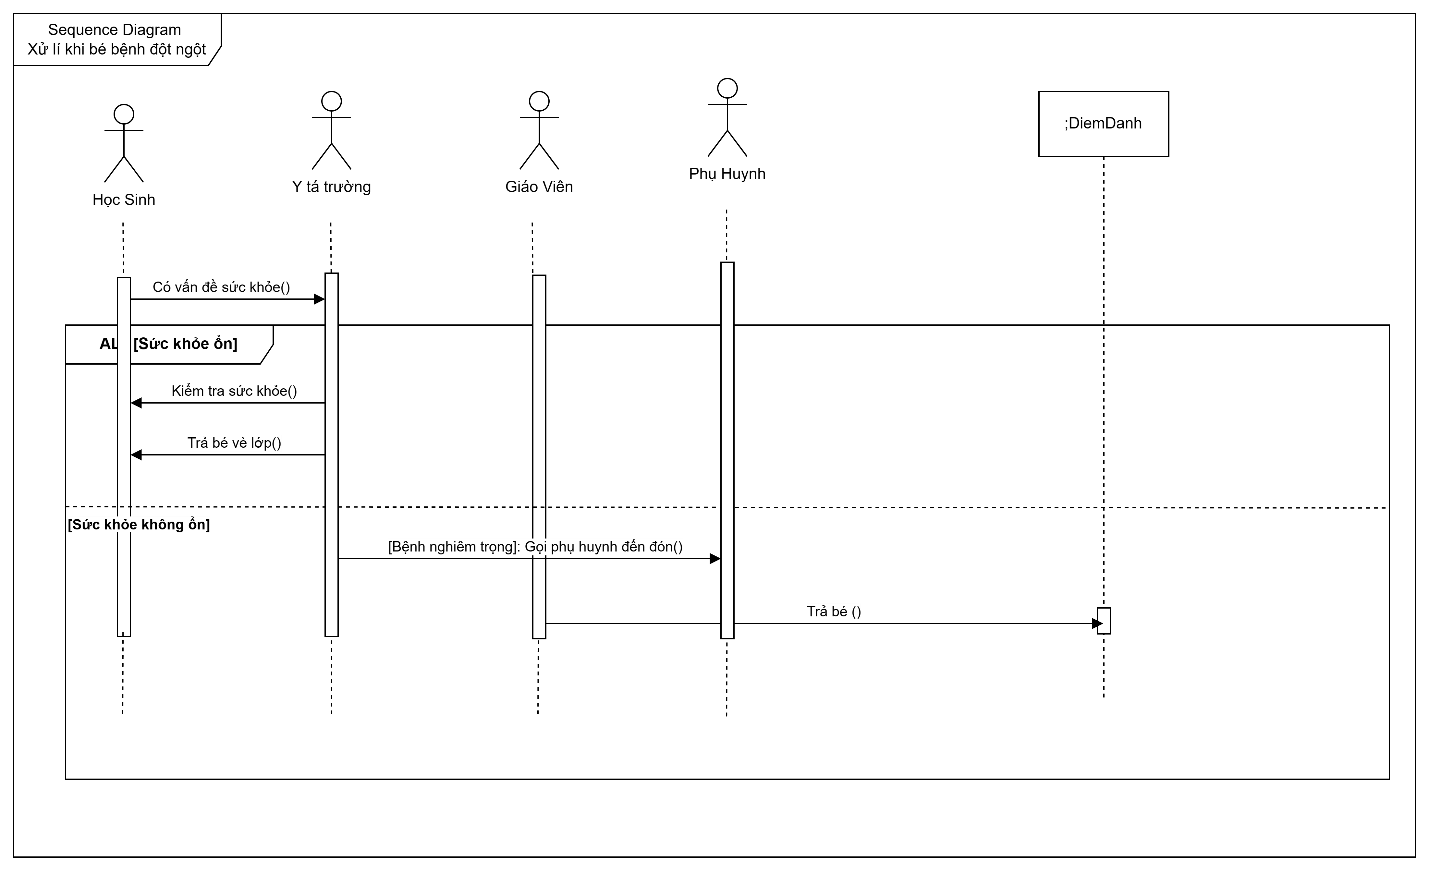 Sequence Diagram
Xử lí khi bé bệnh đột ngột
Học Sinh
Y tá trường
Giáo Viên
Phụ Huynh
;DiemDanh
Có vấn đề sức khỏe()
[Sức khỏe ổn]
Kiểm tra sức khỏe()
Trả bé về lớp()
[Sức khỏe không ổn]
[Bệnh nghiêm trọng]: Gọi phụ huynh đến đón()
Trả bé ()